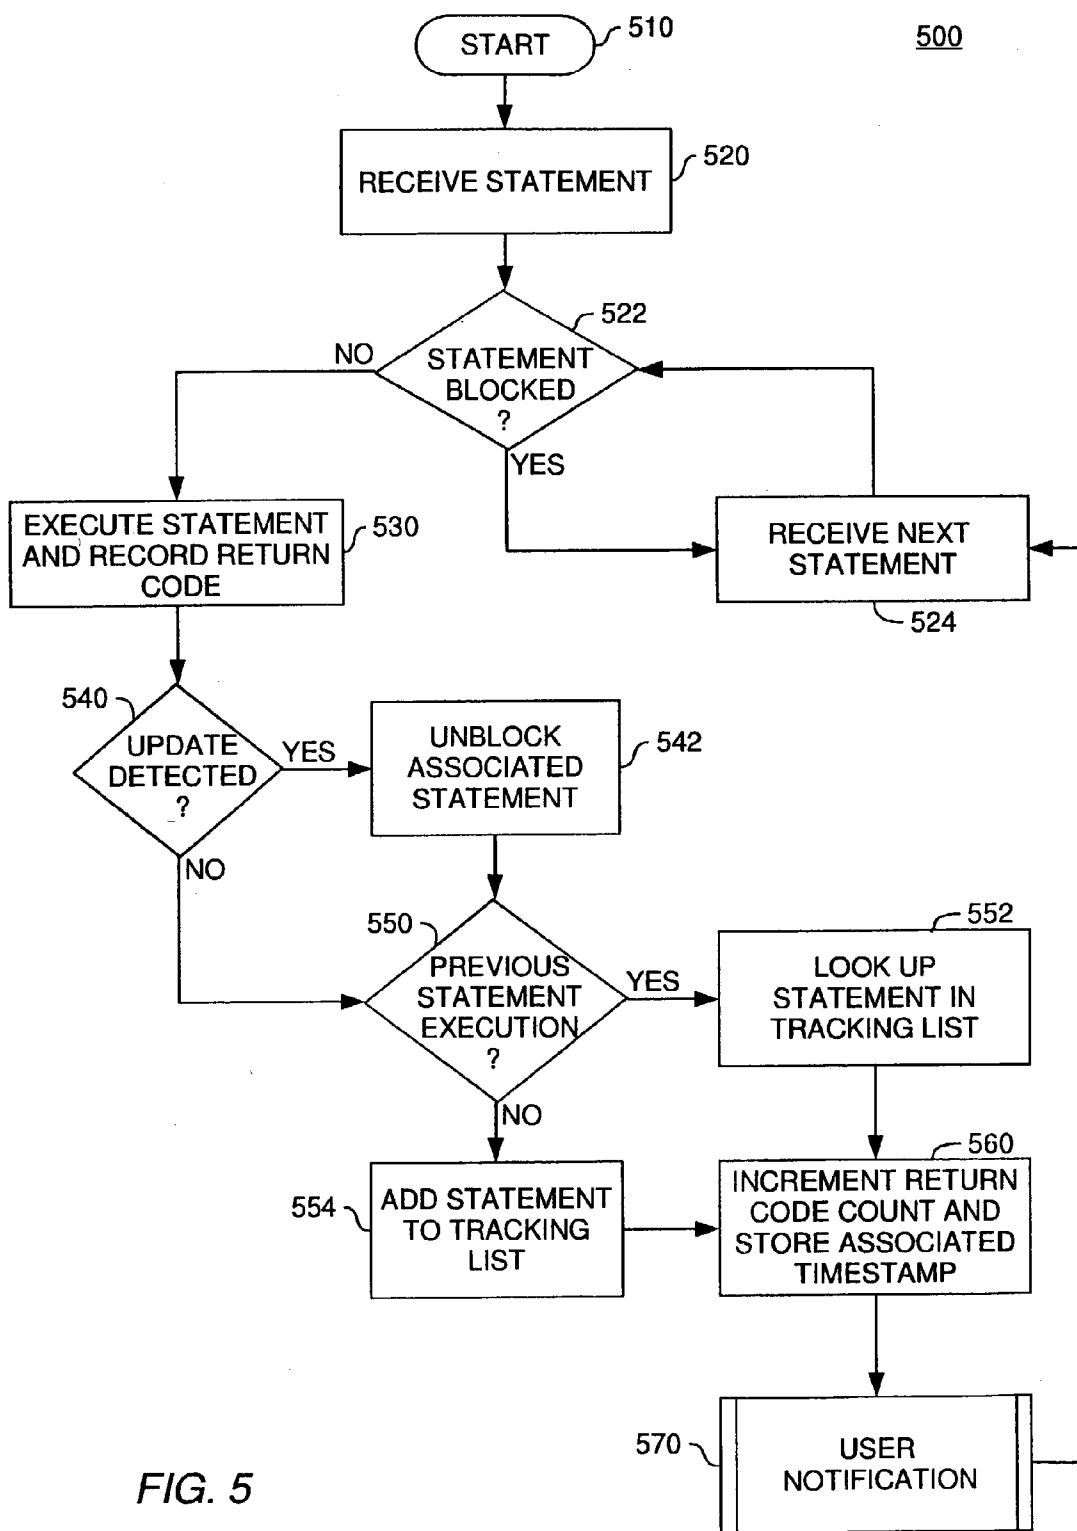 START
510
500
RECEIVE STATEMENT
520
522
STATEMENT
BLOCKED
?
NO
YES
EXECUTE STATEMENT
AND RECORD RETURN
CODE
530
RECEIVE NEXT
STATEMENT
524
540
UPDATE
DETECTED
?
YES
NO
UNBLOCK
ASSOCIATED
STATEMENT
542
550
PREVIOUS
STATEMENT
EXECUTION
?
YES
NO
552
LOOK UP
STATEMENT IN
TRACKING LIST
554
ADD STATEMENT
TO TRACKING
LIST
560
INCREMENT RETURN
CODE COUNT AND
STORE ASSOCIATED
TIMESTAMP
570
USER
NOTIFICATION
FIG. 5